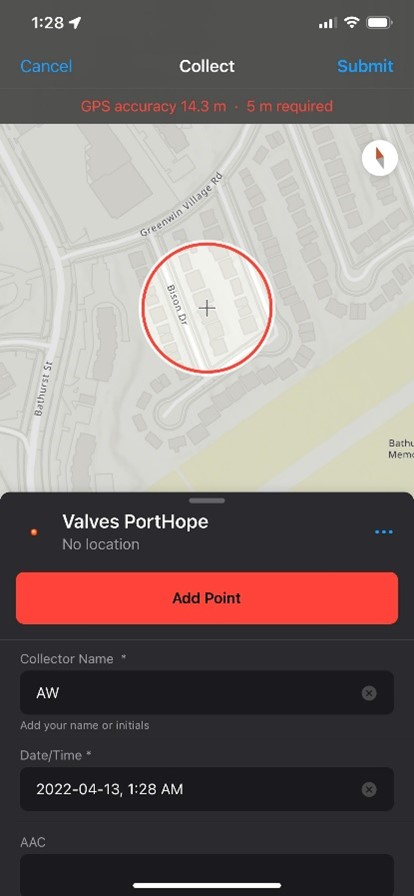 1:28
Cancel
Collect
Submit
GPS accuracy 14.3 m · 5 m required
Greenwin Village Rd
Bison Dr
Bathurst St
Bathu
Memo
Valves PortHope
No location
Add Point
Collector Name *
AW
Add your name or initials
Date/Time *
2022-04-13, 1:28 AM
AAC